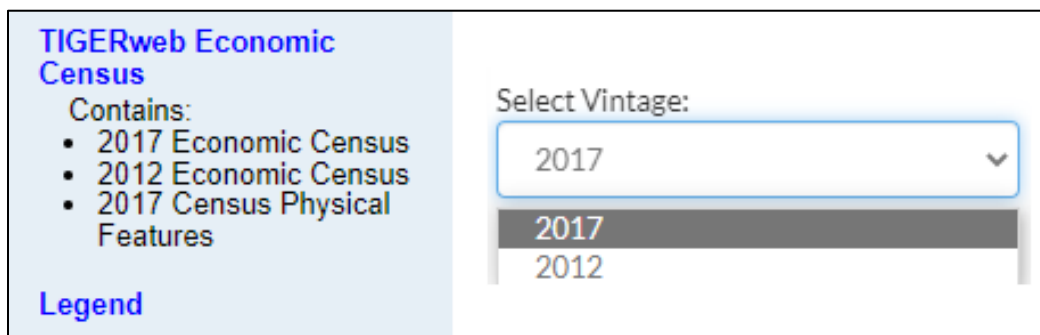 TIGERweb Economic
Census
Contains:
• 2017 Economic Census
• 2012 Economic Census
• 2017 Census Physical
Features
Legend
Select Vintage:
2017
2017
2012